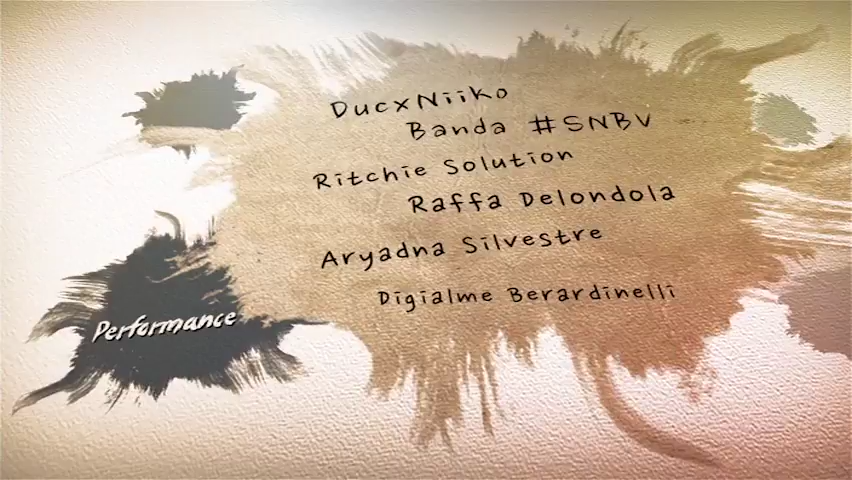 DucxNiiko
Banda #SNBV
Ritchie Solution
Raffa Delondola
Aryadna Silvestre
Digialme Berardinelli
Performance